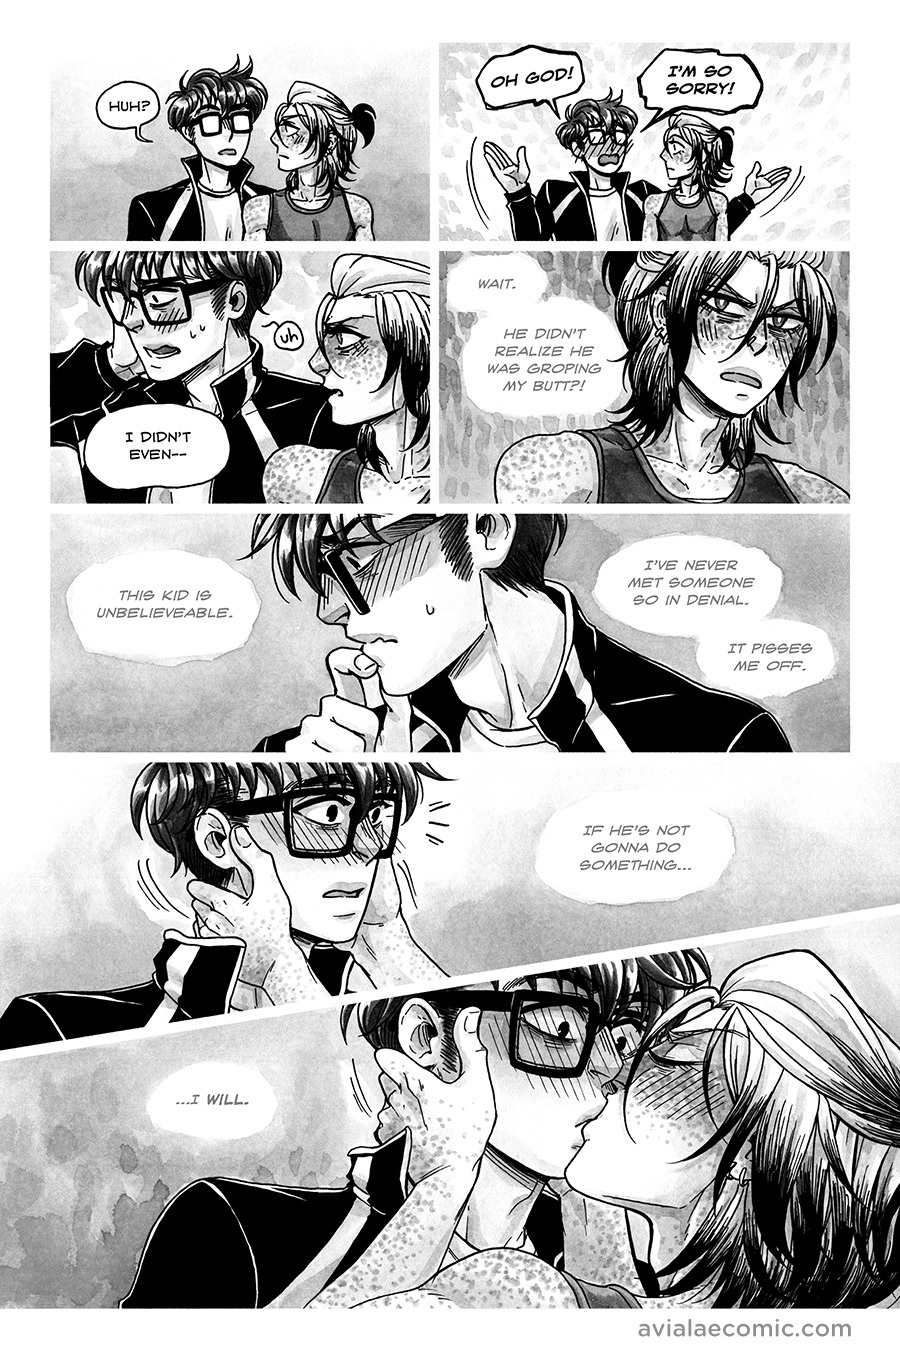 HUH?
OH GOD!
I'M SO
SORRY!
uh
I DIDN'T
EVEN--
WAIT.
HE DIDN'T
REALIZE HE
WAS GROPING
MY BUTT?!
THIS KID IS
UNBELIEVEABLE.
I'VE NEVER
MET SOMEONE
SO IN DENIAL.
IT PISSES
ME OFF.
IF HE'S NOT
GONNA DO
SOMETHING...
...I WILL.
avialaecomic.com